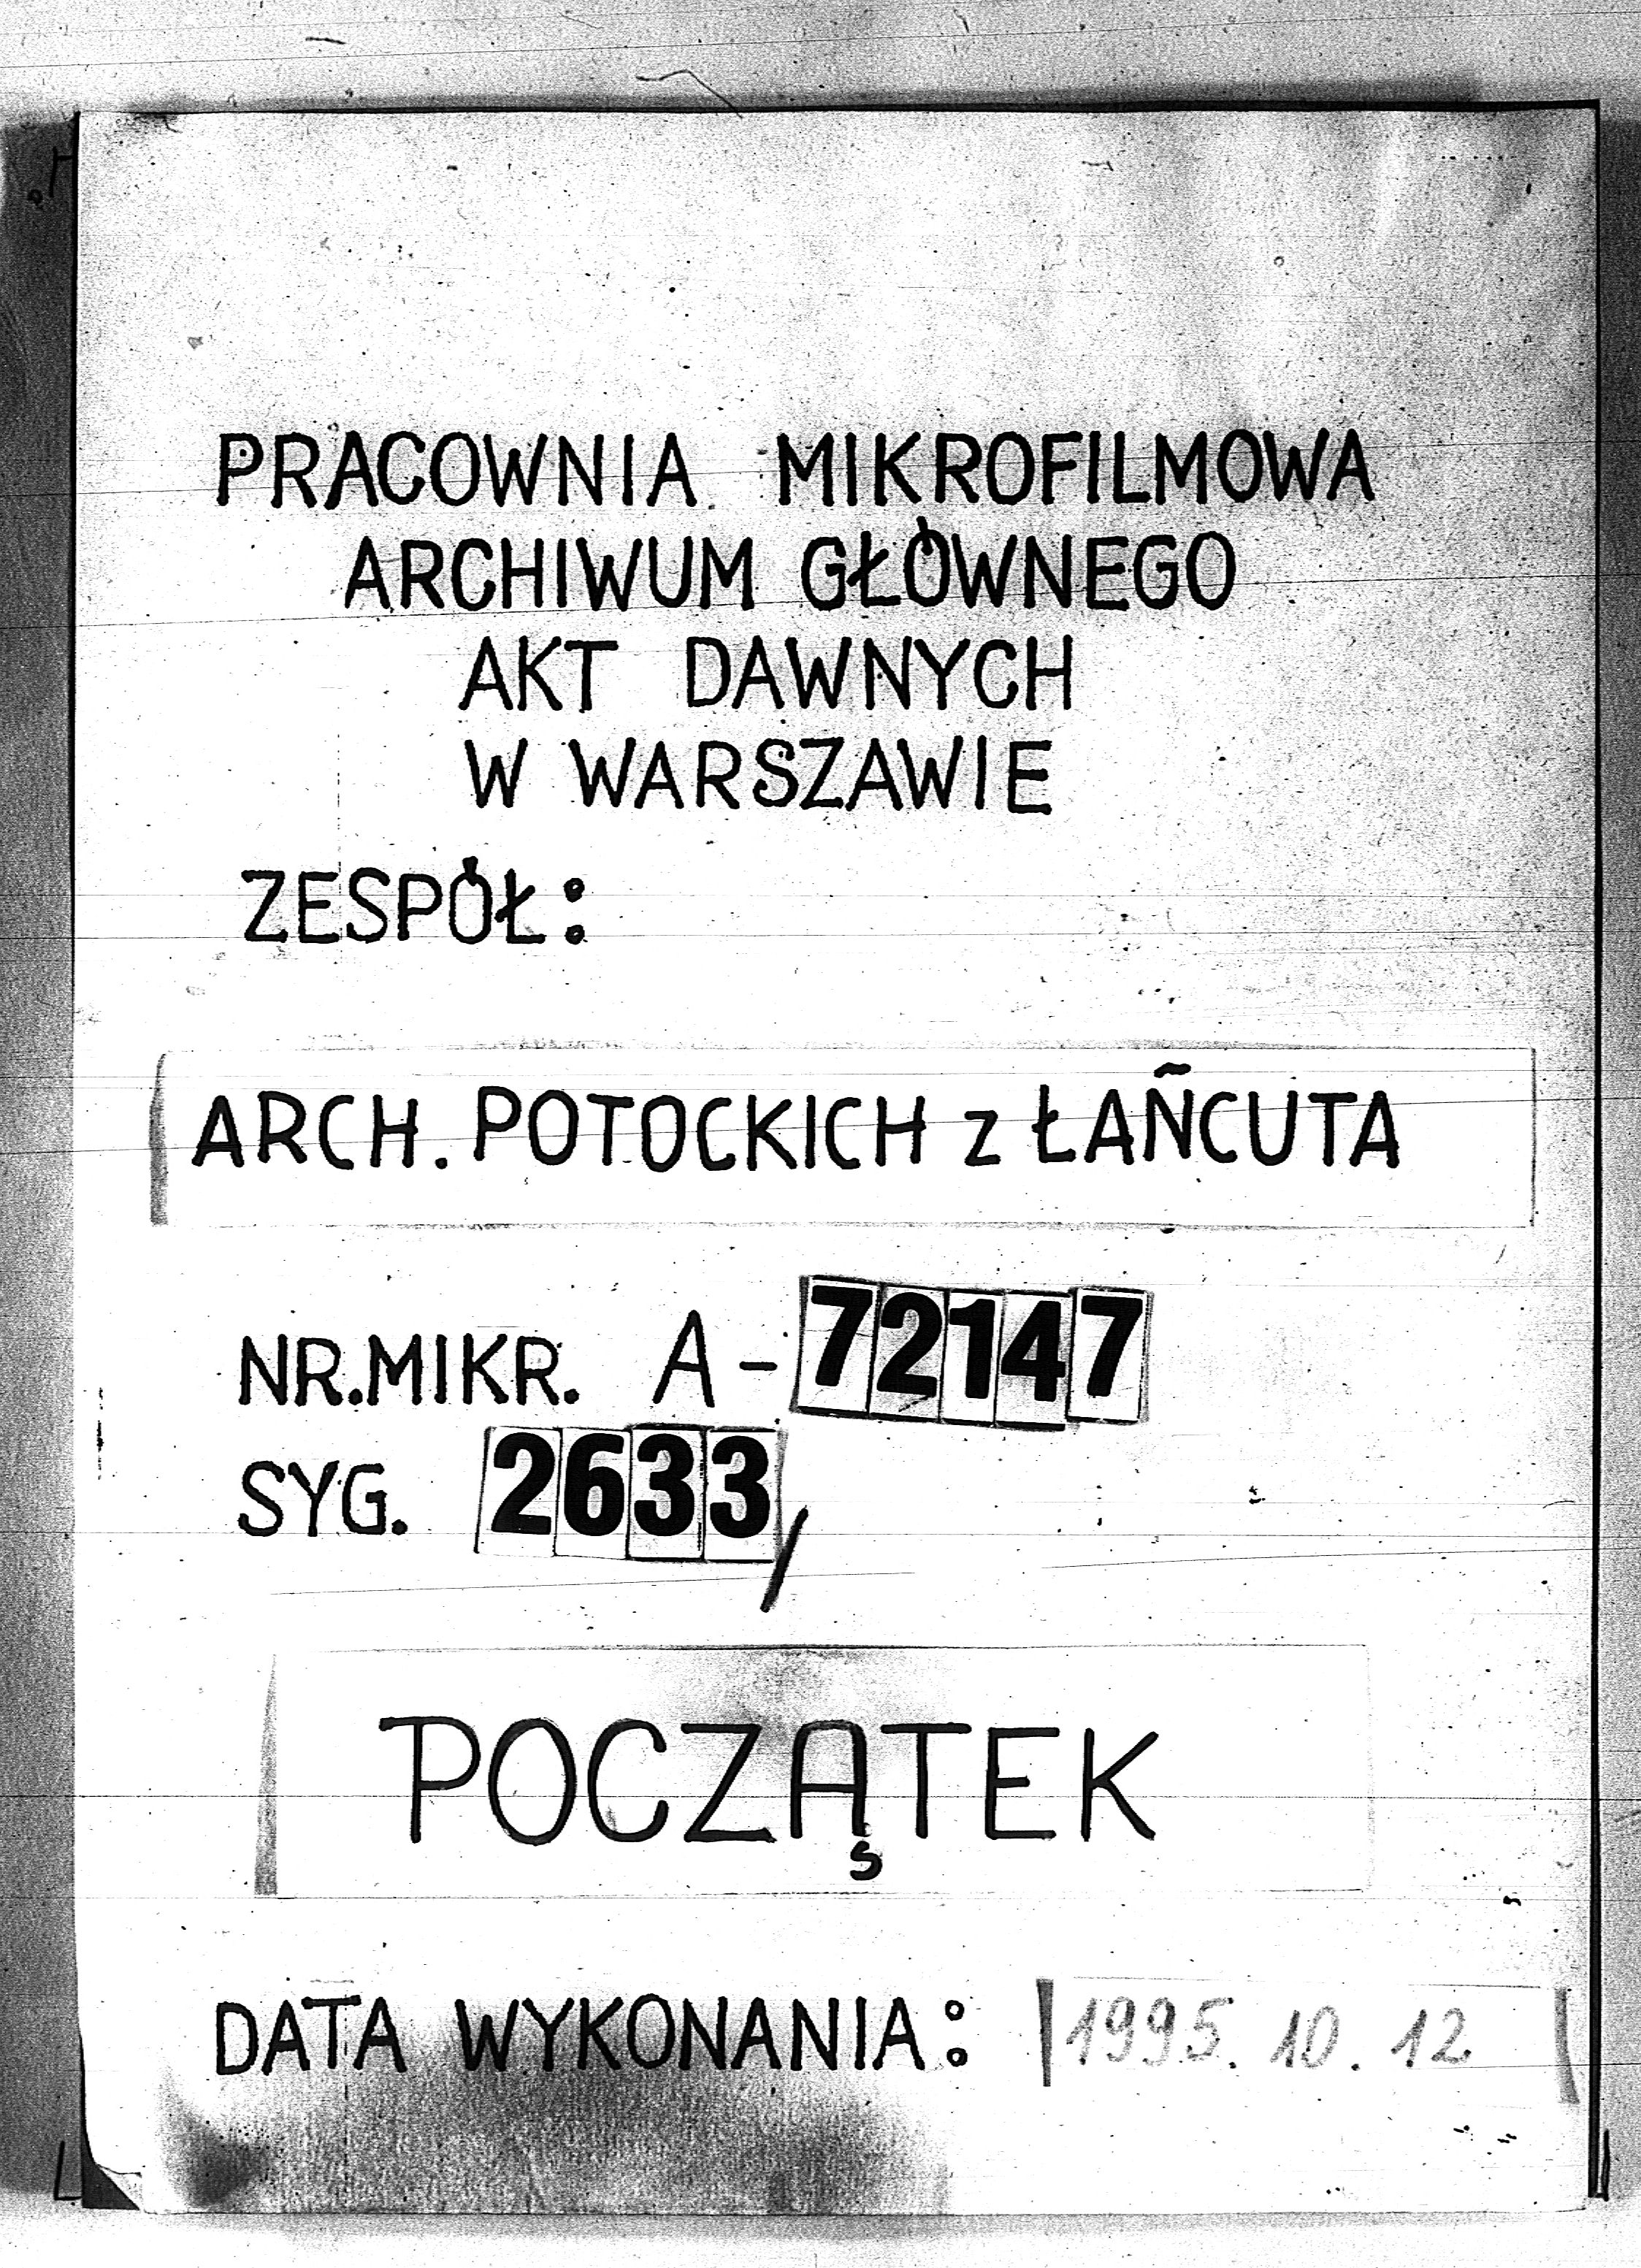 PRACOWNIA MIKROFILMOWA
ARCHIWUM GŁÓWNEGO
AKT DAWNYCH
W WARSZAWIE
ZESPÓŁ:
ARCH. POTOCKICH z ŁAŃCUTA
NR.MIKR. A-72147
SYG. 2633/
POCZĄTEK
DATA WYKONANIA: 1995.10.12